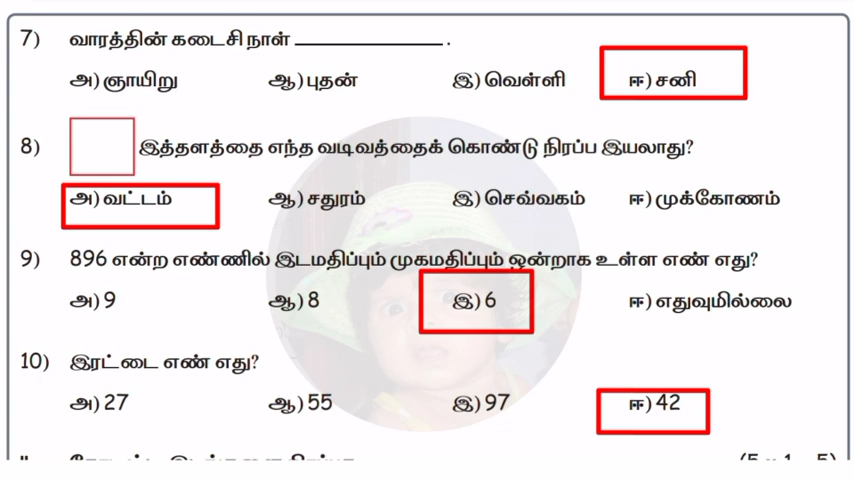 7) வாரத்தின் கடைசி நாள் ____________ .
அ) ஞாயிறு ஆ) புதன் இ) வெள்ளி ஈ) சனி
8) இத்தளத்தை எந்த வடிவத்தைக் கொண்டு நிரப்ப இயலாது?
அ) வட்டம் ஆ) சதுரம் இ) செவ்வகம் ஈ) முக்கோணம்
9) 896 என்ற எண்ணில் இடமதிப்பும் முகமதிப்பும் ஒன்றாக உள்ள எண் எது?
அ) 9 ஆ) 8 இ) 6 ஈ) எதுவுமில்லை
10) இரட்டை எண் எது?
அ) 27 ஆ) 55 இ) 97 ஈ) 42